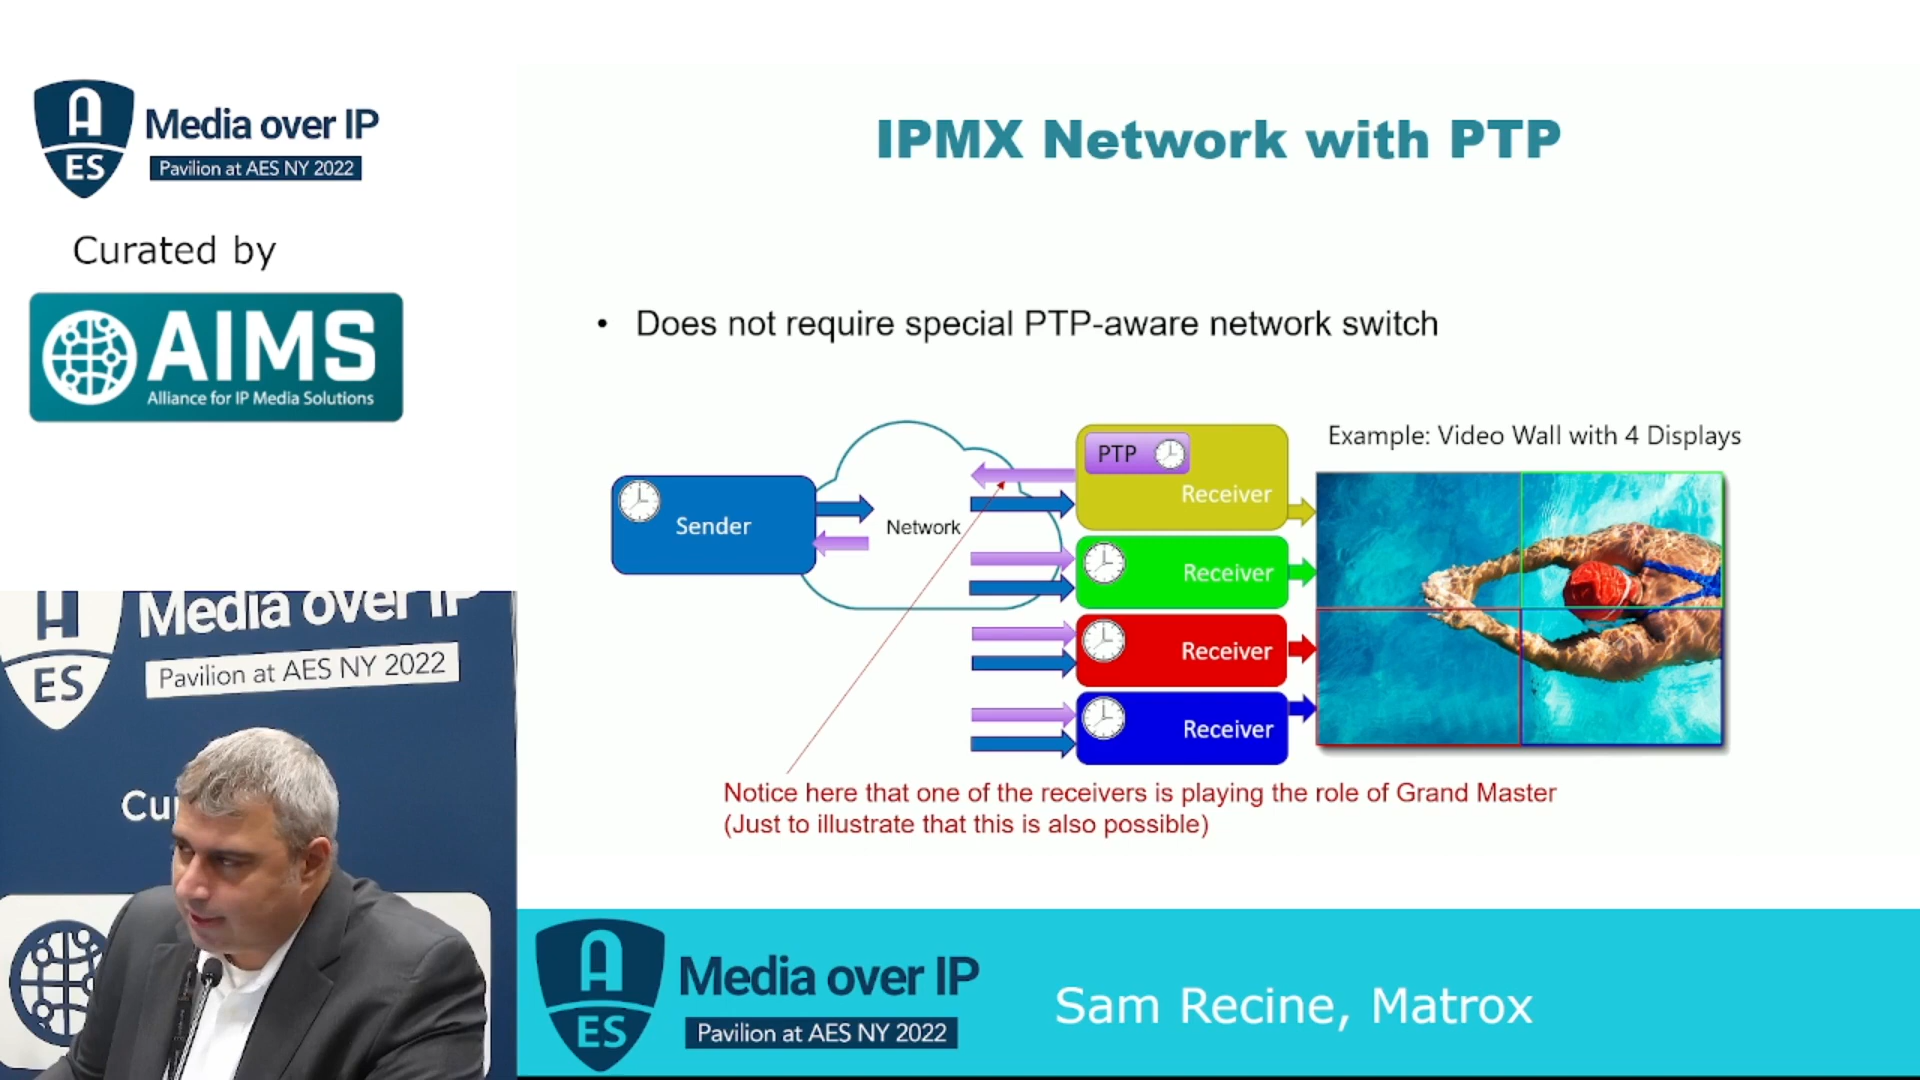 A
ES
Media over IP
Pavilion at AES NY 2022
Curated by
AIMS
Alliance for IP Media Solutions
IPMX Network with PTP
• Does not require special PTP-aware network switch
Example: Video Wall with 4 Displays
PTP
Receiver
Sender
Network
Receiver
Receiver
Receiver
Notice here that one of the receivers is playing the role of Grand Master
(Just to illustrate that this is also possible)
A
ES
Media over IP
Pavilion at AES NY 2022
Cu
A
ES
Media over IP
Pavilion at AES NY 2022
Sam Recine, Matrox